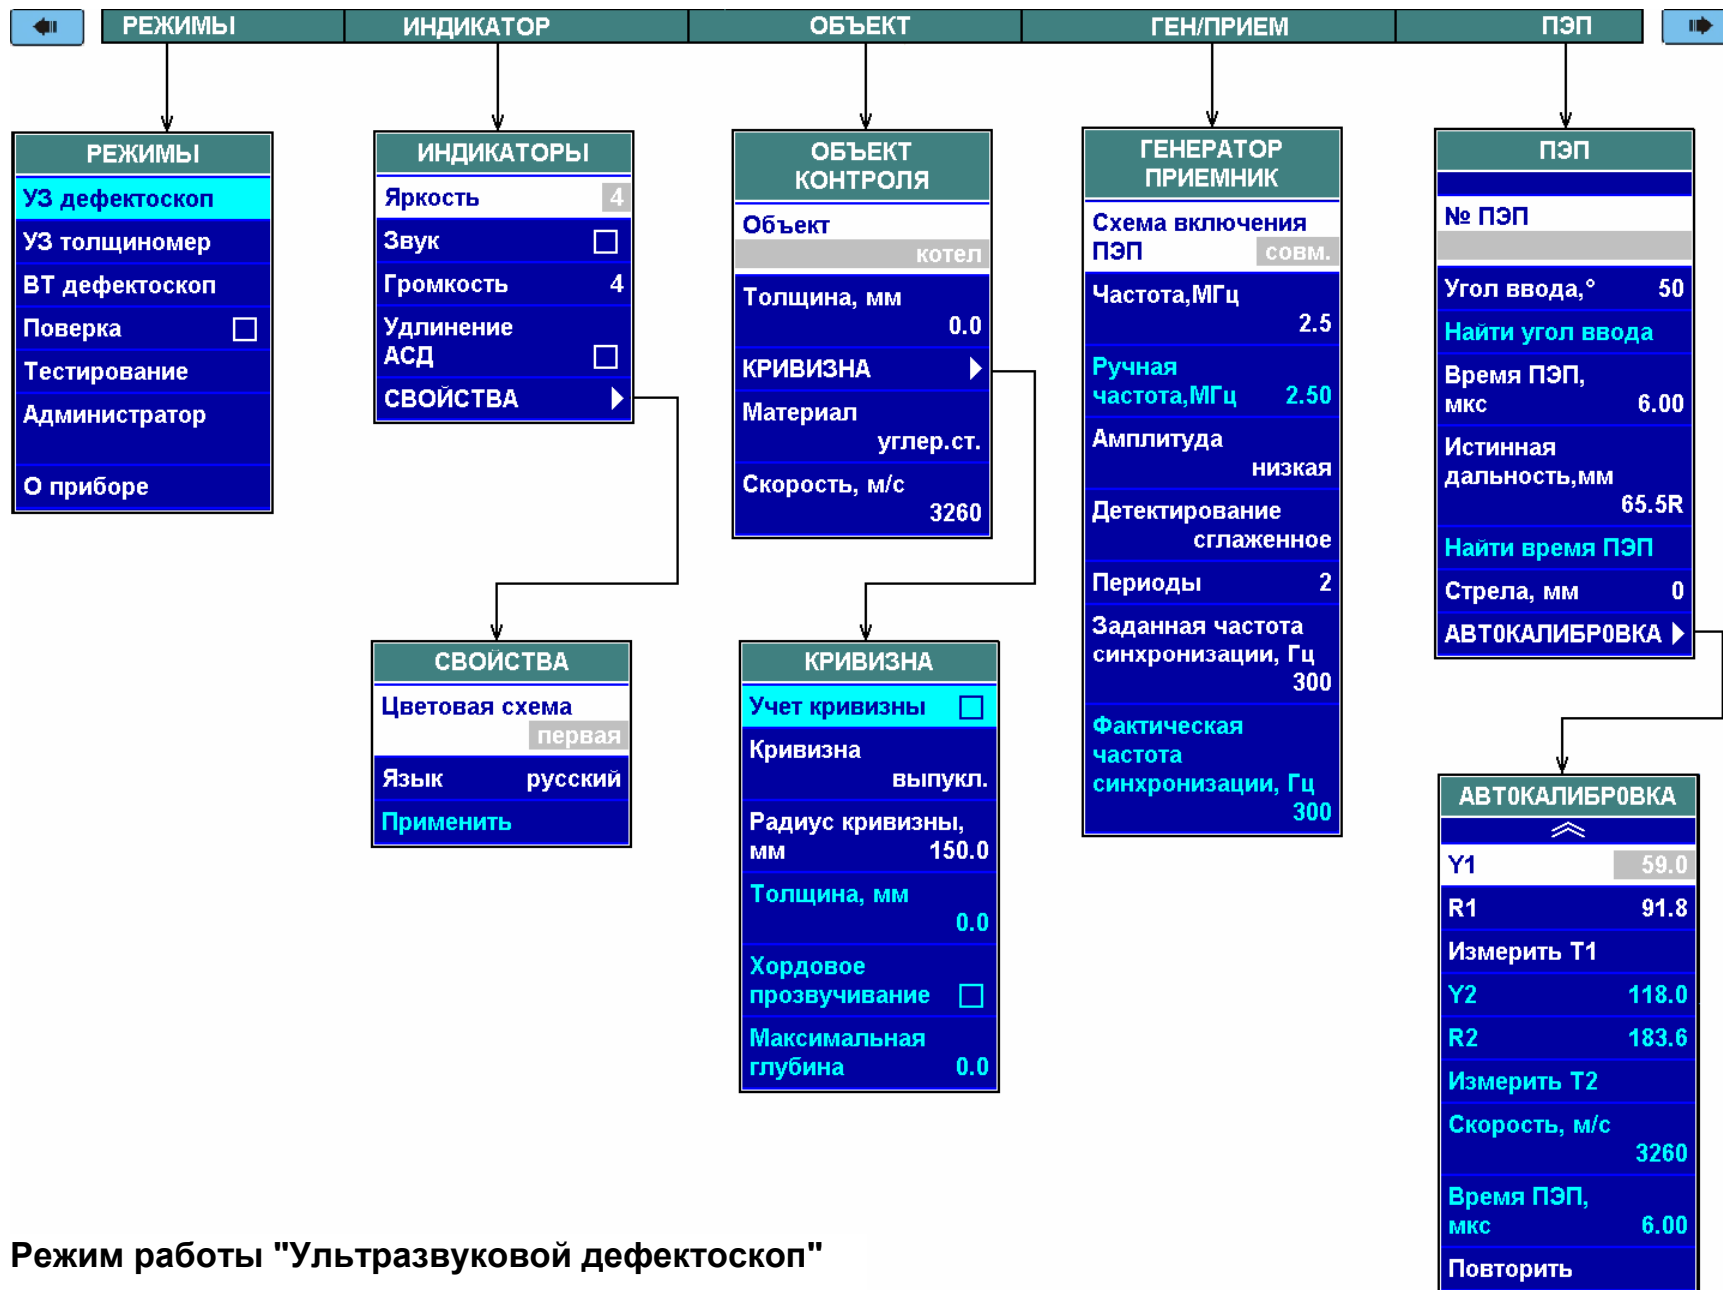 РЕЖИМЫ
ИНДИКАТОР
ОБЪЕКТ
ГЕН/ПРИЕМ
ПЭП
РЕЖИМЫ
УЗ дефектоскоп
УЗ толщиномер
ВТ дефектоскоп
Поверка
Тестирование
Администратор
О приборе
ИНДИКАТОРЫ
Яркость 4
Звук
Громкость 4
Удлинение
АСД
СВОЙСТВА
СВОЙСТВА
Цветовая схема
первая
Язык русский
Применить
ОБЪЕКТ
КОНТРОЛЯ
Объект
котел
Толщина, мм
0.0
КРИВИЗНА
Материал
углер.ст.
Скорость, м/с
3260
КРИВИЗНА
Учет кривизны
Кривизна
выпукл.
Радиус кривизны,
мм 150.0
Толщина, мм
0.0
Хордовое
прозвучивание
Максимальная
глубина 0.0
ГЕНЕРАТОР
ПРИЕМНИК
Схема включения
ПЭП совм.
Частота,МГц
2.5
Ручная
частота,МГц 2.50
Амплитуда
низкая
Детектирование
сглаженное
Периоды 2
Заданная частота
синхронизации, Гц
300
Фактическая
частота
синхронизации, Гц
300
ПЭП
№ ПЭП
Угол ввода,° 50
Найти угол ввода
Время ПЭП,
мкс 6.00
Истинная
дальность,мм
65.5R
Найти время ПЭП
Стрела, мм 0
АВТ0КАЛИБР0ВКА
АВТ0КАЛИБР0ВКА
Y1 59.0
R1 91.8
Измерить T1
Y2 118.0
R2 183.6
Измерить T2
Скорость, м/с
3260
Время ПЭП,
мкс 6.00
Повторить
Режим работы "Ультразвуковой дефектоскоп"